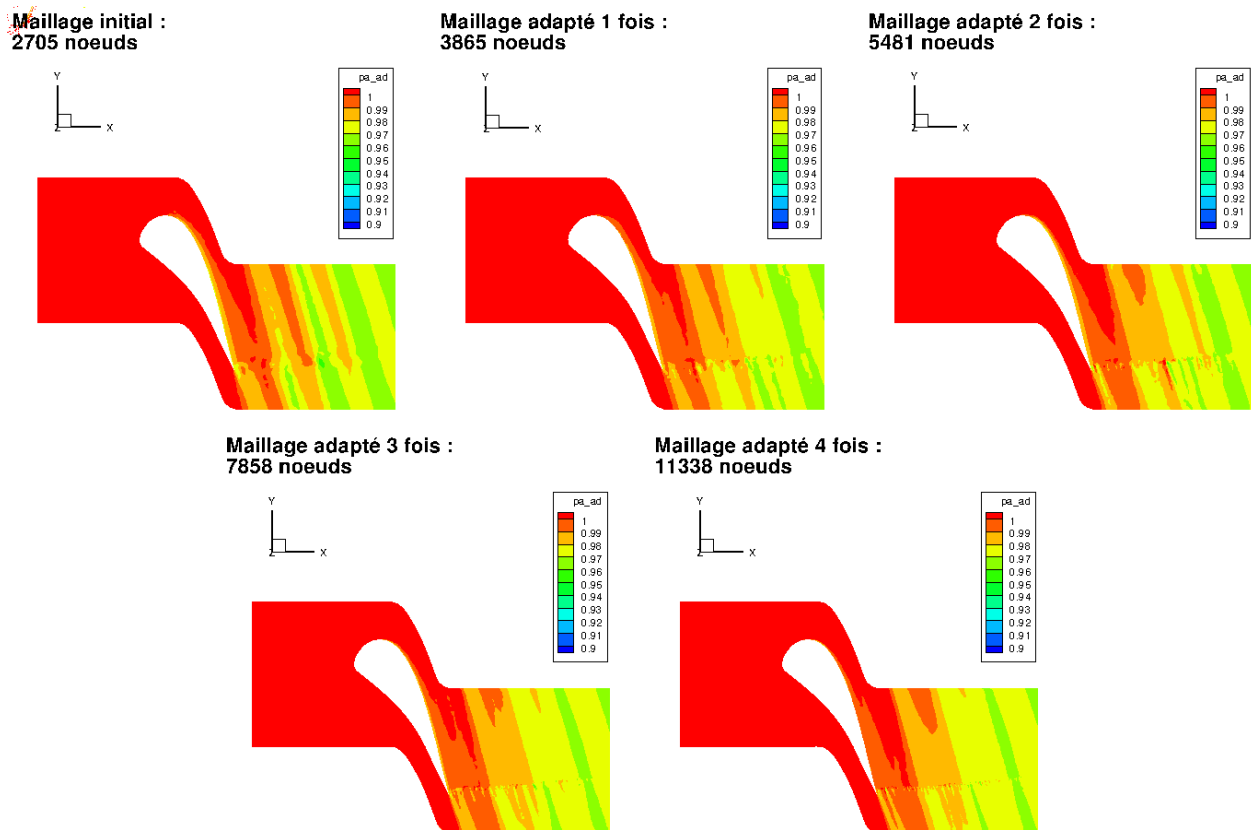 Maillage initial :
2705 noeuds
Y
Z
X
pa_ad
1
0.99
0.98
0.97
0.96
0.95
0.94
0.93
0.92
0.91
0.9
Maillage adapté 1 fois :
3865 noeuds
Y
Z
X
pa_ad
1
0.99
0.98
0.97
0.96
0.95
0.94
0.93
0.92
0.91
0.9
Maillage adapté 2 fois :
5481 noeuds
Y
Z
X
pa_ad
1
0.99
0.98
0.97
0.96
0.95
0.94
0.93
0.92
0.91
0.9
Maillage adapté 3 fois :
7858 noeuds
Y
Z
X
pa_ad
1
0.99
0.98
0.97
0.96
0.95
0.94
0.93
0.92
0.91
0.9
Maillage adapté 4 fois :
11338 noeuds
Y
Z
X
pa_ad
1
0.99
0.98
0.97
0.96
0.95
0.94
0.93
0.92
0.91
0.9